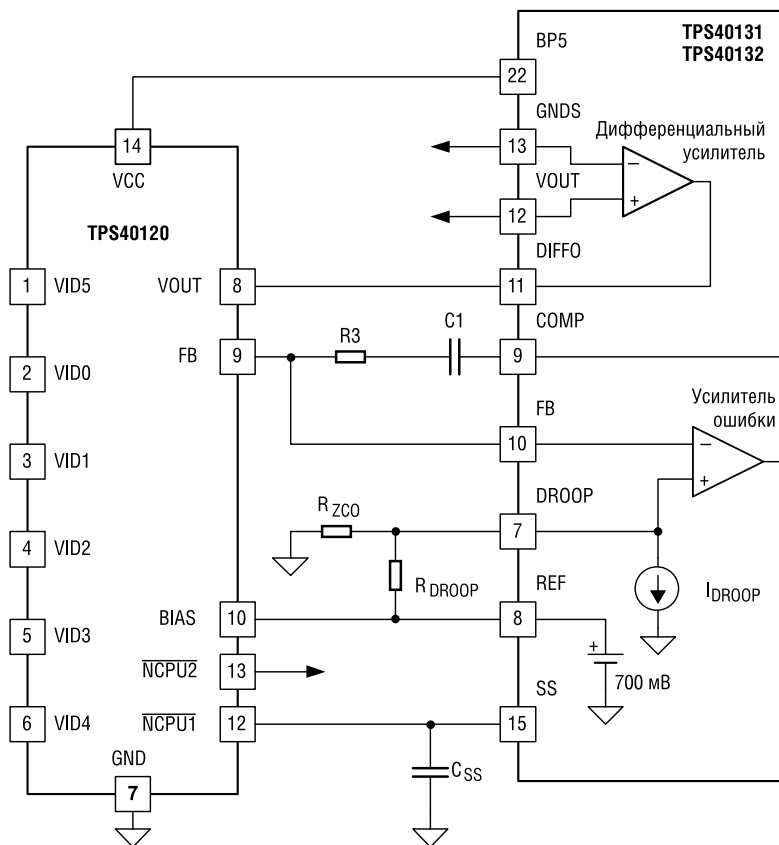 BP5
TPS40131
TPS40132
22
GNDS
14
13
Дифференциальный
усилитель
VCC
VOUT
−
+
TPS40120
12
DIFFO
1
VID5
VOUT
8
11
C1
COMP
R3
2
VID0
FB
9
9
FB
Усилитель
ошибки
3
VID1
10
−
+
DROOP
R ZCO
4
VID2
7
R DROOP
REF
I DROOP
5
VID3
BIAS
10
8
+
NCPU2
13
700 мВ
SS
6
VID4
NCPU1
12
15
GND
C SS
7